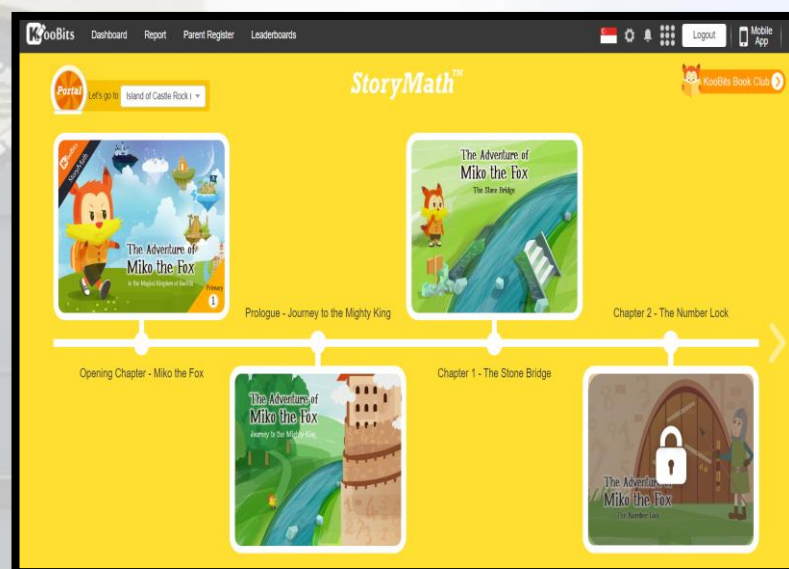 KooBits Dashboard Report Parent Register Leaderboards Logout Mobile App
Portal Let's go to Island of Castle Rock
StoryMath™
KooBits Book Club
KooBits
StoryMath
The Adventure of
Miko the Fox
in the Magical Kingdom of KooBits
Primary
1
Opening Chapter - Miko the Fox
Prologue - Journey to the Mighty King
The Adventure of
Miko the Fox
Journey to the Mighty King
The Adventure of
Miko the Fox
The Stone Bridge
Chapter 1 - The Stone Bridge
Chapter 2 - The Number Lock
The Adventure of
Miko the Fox
The Number Lock